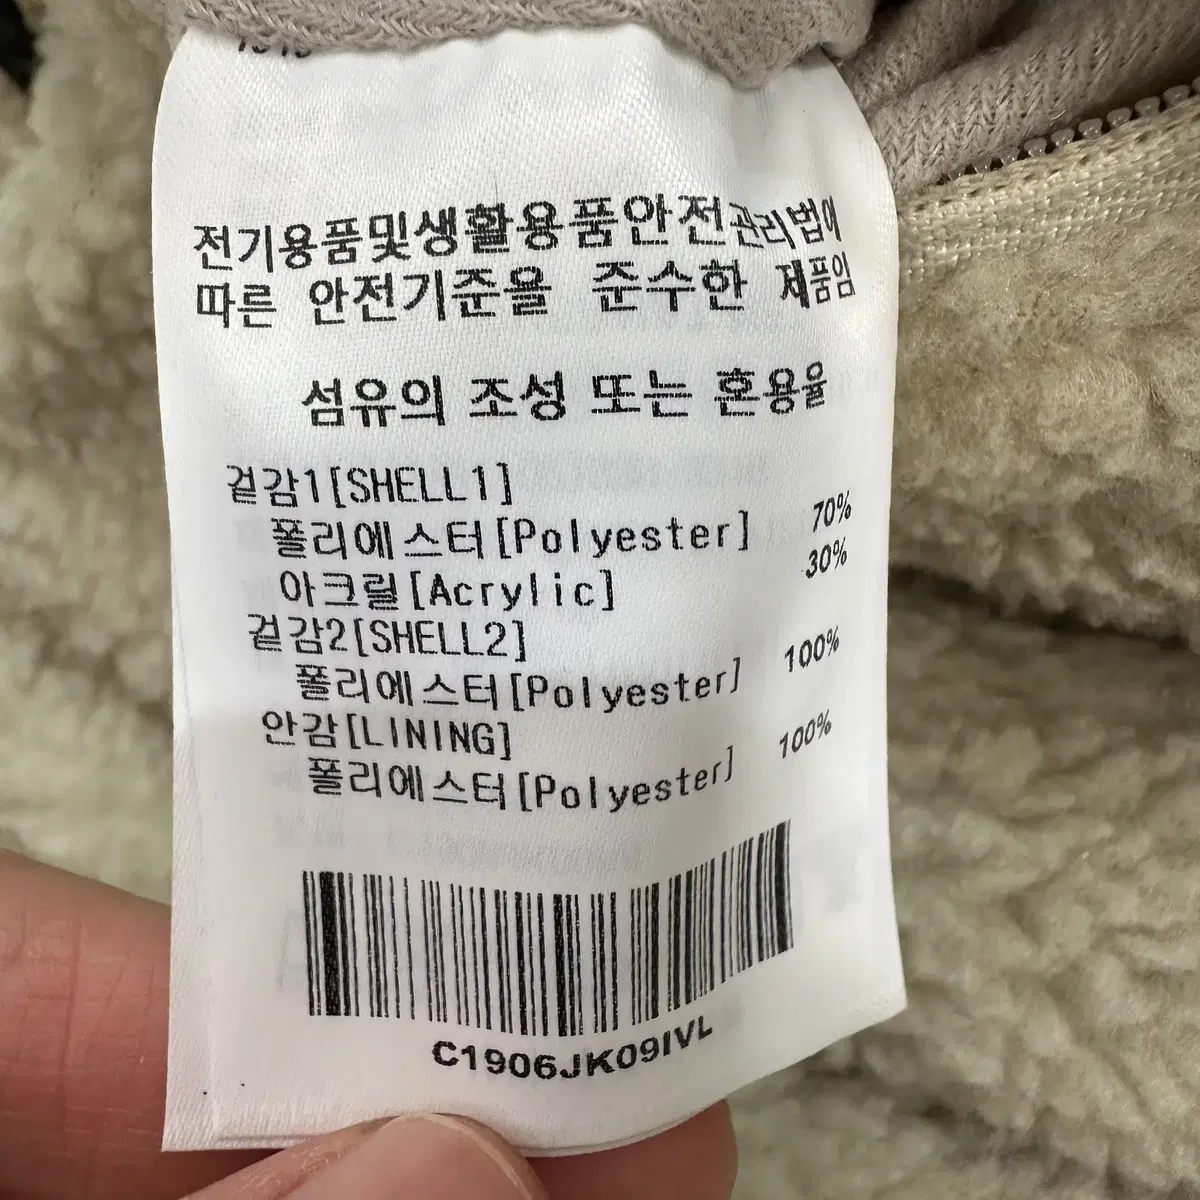 전기용품및생활용품안전관리법에
따른 안전기준을 준수한 제품임
섬유의 조성 또는 혼용율
겉감1[SHELL1]
폴리에스터[Polyester] 70%
아크릴[Acrylic] 30%
겉감2[SHELL2]
폴리에스터[Polyester] 100%
안감[LINING]
폴리에스터[Polyester] 100%
C1906JK09IVL